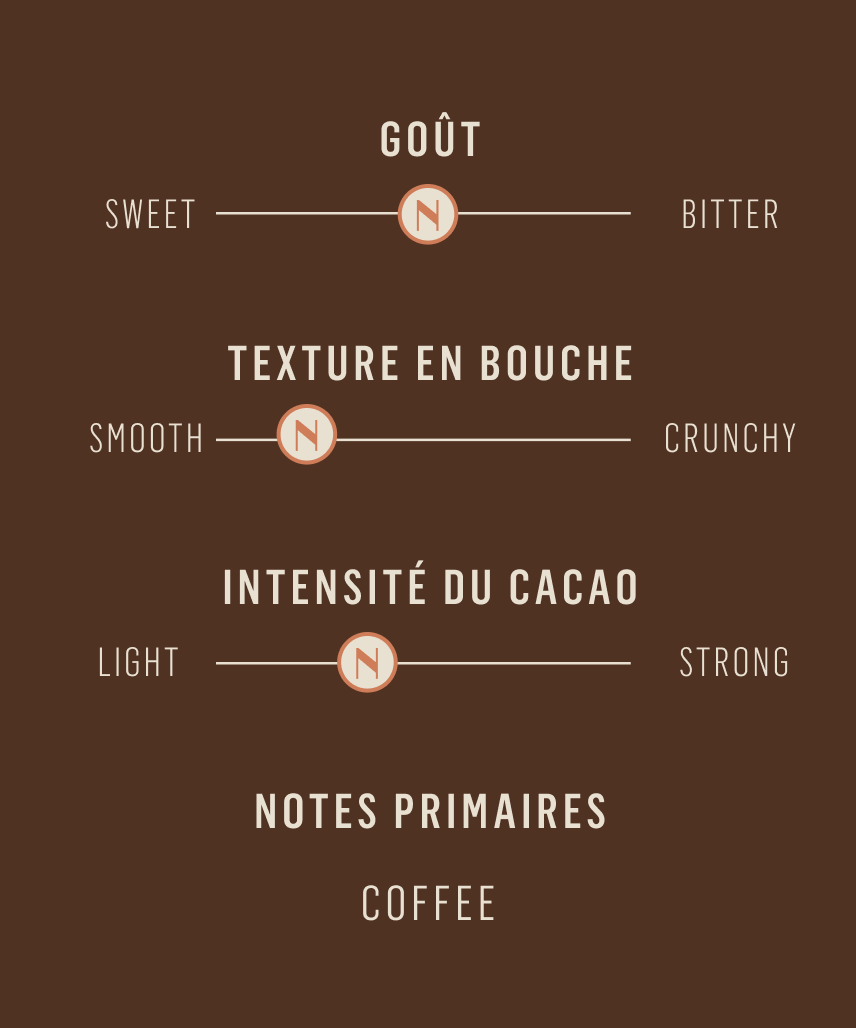 GOÛT
SWEET N BITTER
TEXTURE EN BOUCHE
SMOOTH N CRUNCHY
INTENSITÉ DU CACAO
LIGHT N STRONG
NOTES PRIMAIRES
COFFEE